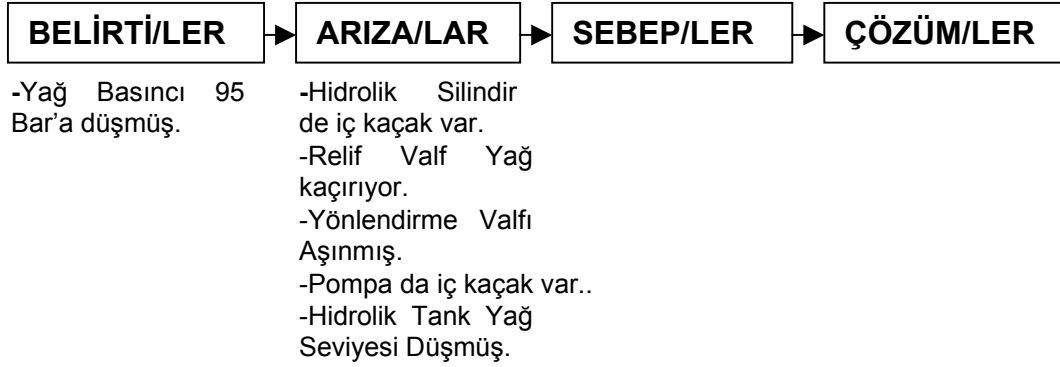 BELİRTİ/LER
ARIZA/LAR
SEBEP/LER
ÇÖZÜM/LER
-Yağ Basıncı 95
Bar’a düşmüş.
-Hidrolik Silindir
de iç kaçak var.
-Relif Valf Yağ
kaçırıyor.
-Yönlendirme Valfı
Aşınmış.
-Pompa da iç kaçak var..
-Hidrolik Tank Yağ
Seviyesi Düşmüş.